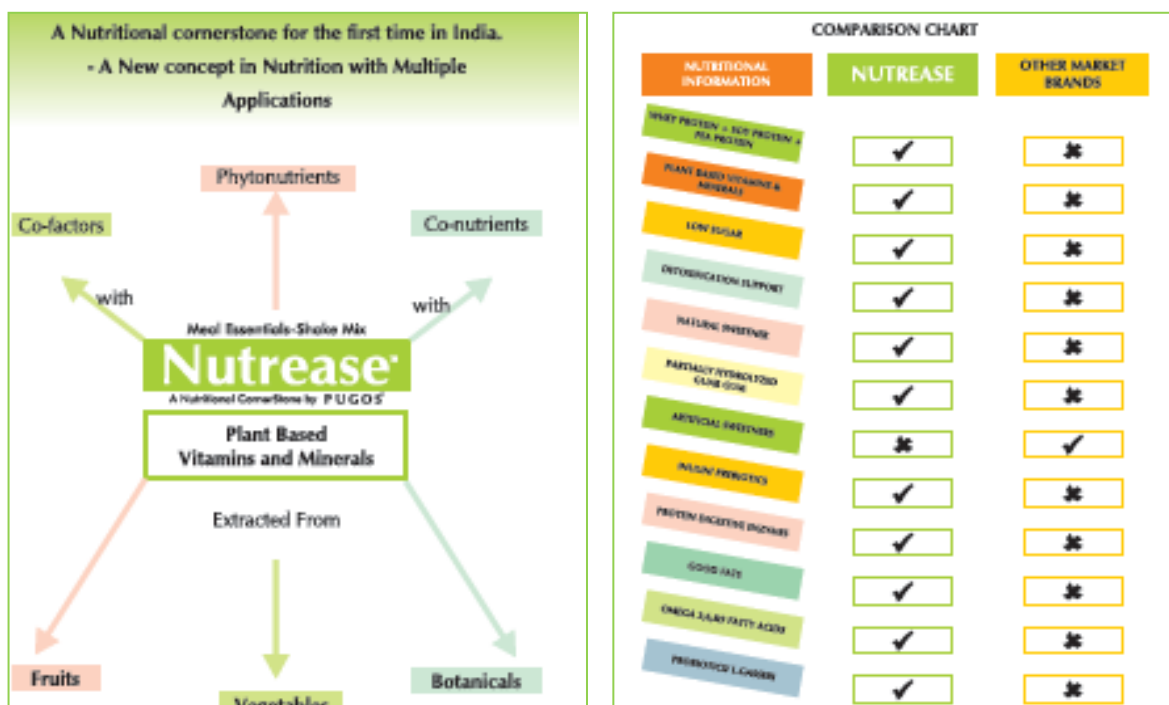 A Nutritional cornerstone for the first time in India.
- A New concept in Nutrition with Multiple
Applications
Phytonutrients
Co-factors
Co-nutrients
with
with
Meal Essentials-Shake Mix
Nutrease
A Nutritional CornerStone by PUGOS
Plant Based
Vitamins and Minerals
Extracted From
Fruits
Vegetables
Botanicals
COMPARISON CHART
NUTRITIONAL
INFORMATION
NUTREASE
OTHER MARKET
BRANDS
WHEY PROTEIN + SOY PROTEIN +
PEA PROTEIN
PLANT BASED VITAMINS &
MINERALS
LOW SUGAR
DETOXIFICATION SUPPORT
NATURAL SWEETNER
PARTIALLY HYDROLYZED
GUAR GUM
ARTIFICIAL SWEETNERS
INULIN PREBIOTICS
PROTEIN DIGESTIVE ENZYMES
GOOD FATS
OMEGA 3,6,&9 FATTY ACIDS